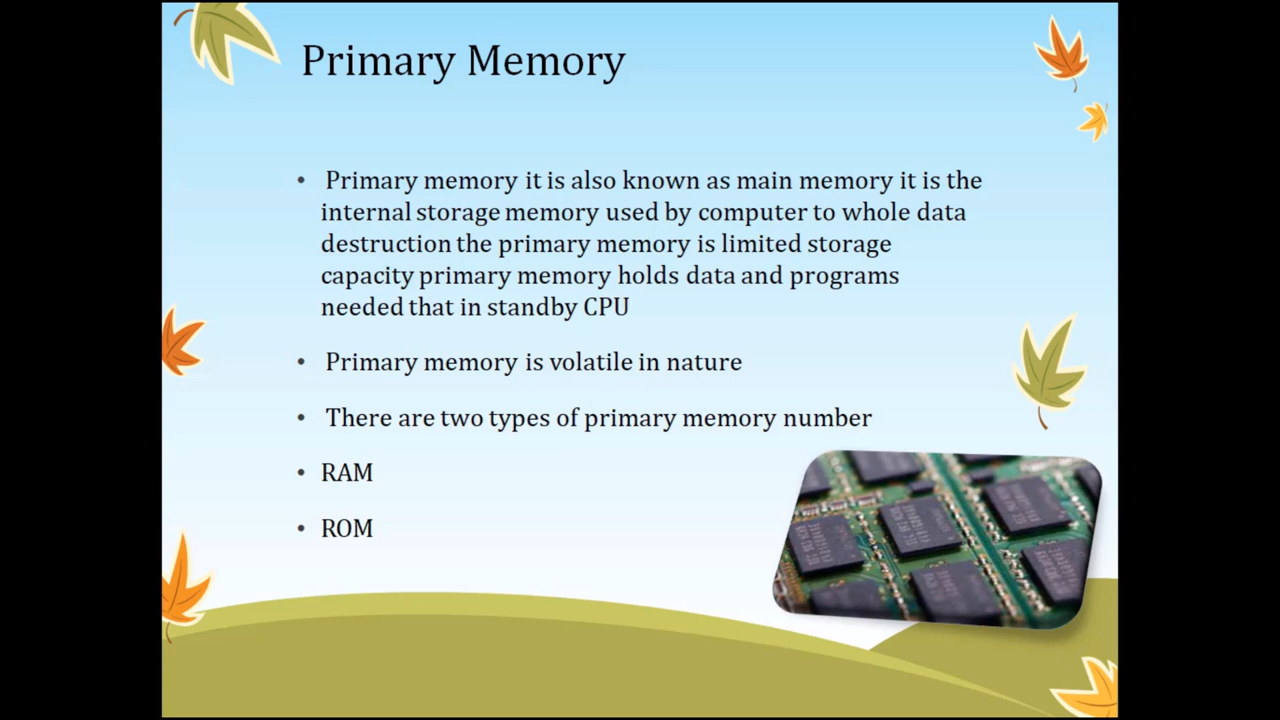 Primary Memory
• Primary memory it is also known as main memory it is the
internal storage memory used by computer to whole data
destruction the primary memory is limited storage
capacity primary memory holds data and programs
needed that in standby CPU
• Primary memory is volatile in nature
• There are two types of primary memory number
• RAM
• ROM